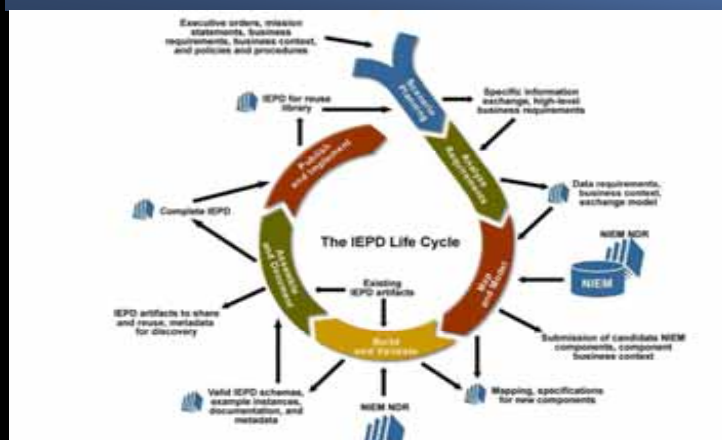 Executive orders, mission
statements, business
requirements, business context,
and policies and procedures
Scenario
Planning
IEPD for reuse
library
Specific information
exchange, high-level
business requirements
Publish
and Implement
Analyze
Requirements
Data requirements,
business context,
exchange model
Complete IEPD
The IEPD Life Cycle
NIEM NDR
NIEM
Assemble
and Document
Map
and Model
Existing
IEPD artifacts
IEPD artifacts to share
and reuse, metadata
for discovery
Build
and Validate
Submission of candidate NIEM
components, component
business context
Valid IEPD schemas,
example instances,
documentation, and
metadata
NIEM NDR
Mapping, specifications
for new components